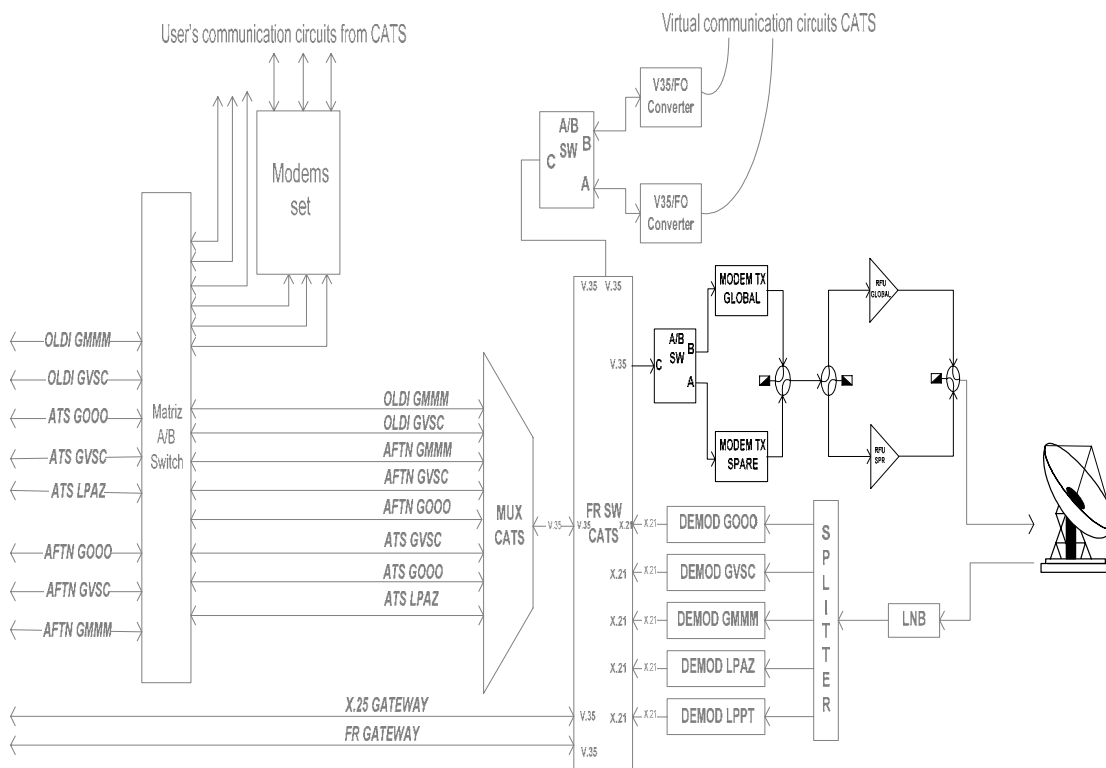 User's communication circuits from CATS
Virtual communication circuits CATS
Modems
set
A/B
SW
B
C
A
V35/FO
Converter
V35/FO
Converter
Matriz
A/B
Switch
OLDI GMMM
OLDI GVSC
ATS GOOO
ATS GVSC
ATS LPAZ
AFTN GOOO
AFTN GVSC
AFTN GMMM
OLDI GMMM
OLDI GVSC
AFTN GMMM
AFTN GVSC
AFTN GOOO
ATS GVSC
ATS GOOO
ATS LPAZ
X.25 GATEWAY
FR GATEWAY
MUX
CATS
V.35
V.35 V.35
V.35
V.35
X.21
FR SW
CATS
X.21
X.21
X.21
X.21
V.35
V.35
A/B
SW
B
C
A
MODEM TX
GLOBAL
MODEM TX
SPARE
RFU
GLOBAL
RFU
SPR
X.21
DEMOD GOOO
X.21
DEMOD GVSC
X.21
DEMOD GMMM
X.21
DEMOD LPAZ
X.21
DEMOD LPPT
SPLITTER
LNB